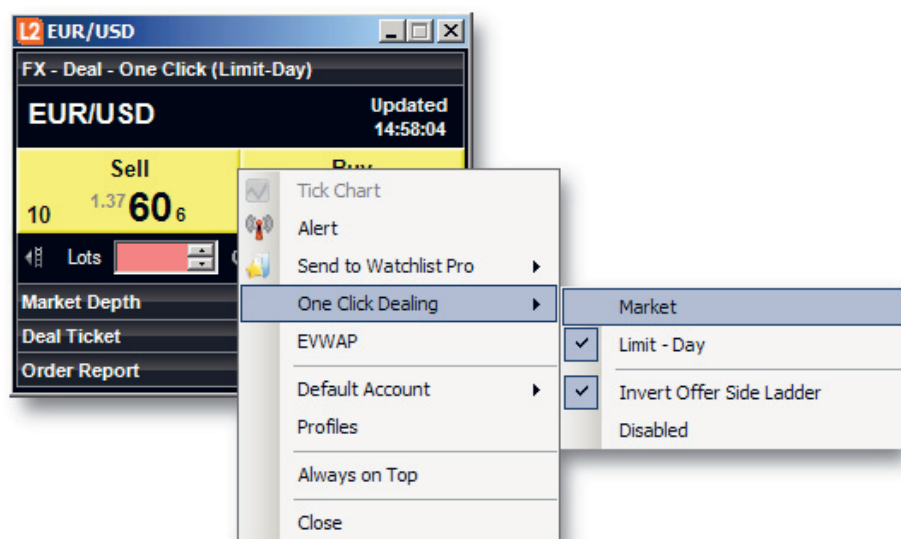 L2 EUR/USD
FX - Deal - One Click (Limit-Day)
EUR/USD
Updated
14:58:04
Sell
Buy
10 1.37 60 6
Lots
Market Depth
Deal Ticket
Order Report
Tick Chart
Alert
Send to Watchlist Pro
One Click Dealing
EVWAP
Default Account
Profiles
Always on Top
Close
Market
Limit - Day
Invert Offer Side Ladder
Disabled